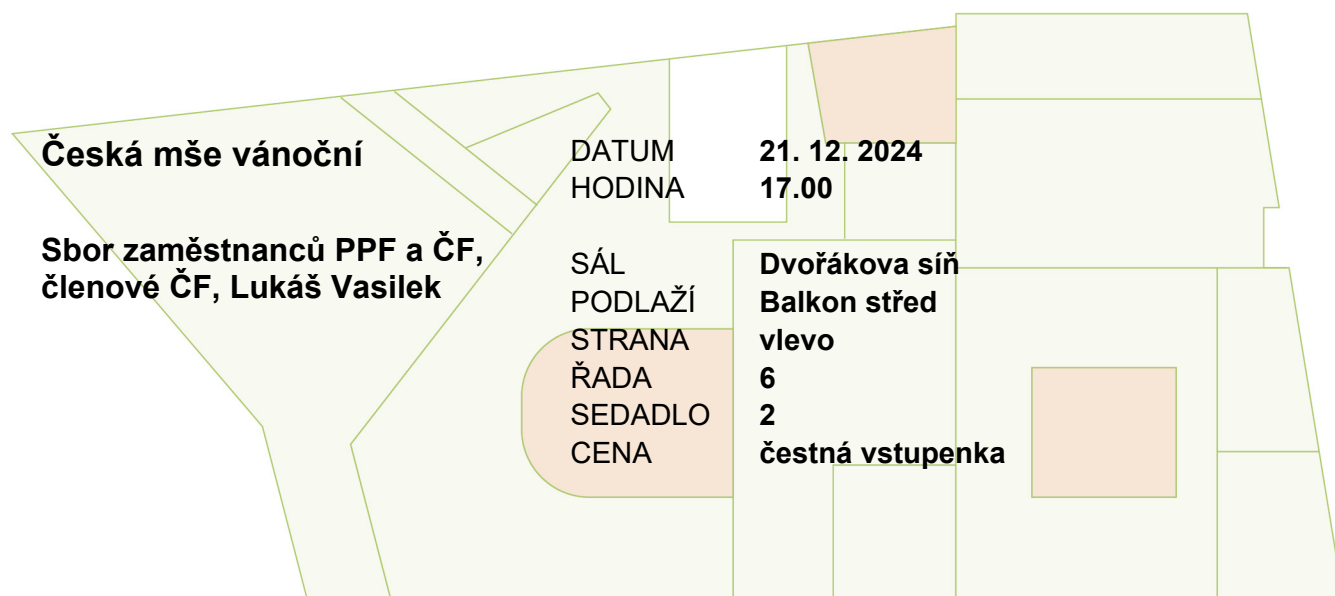 Česká mše vánoční
Sbor zaměstnanců PPF a ČF,
členové ČF, Lukáš Vasilek
DATUM 21. 12. 2024
HODINA 17.00
SÁL Dvořákova síň
PODLAŽÍ Balkon střed
STRANA vlevo
ŘADA 6
SEDADLO 2
CENA čestná vstupenka